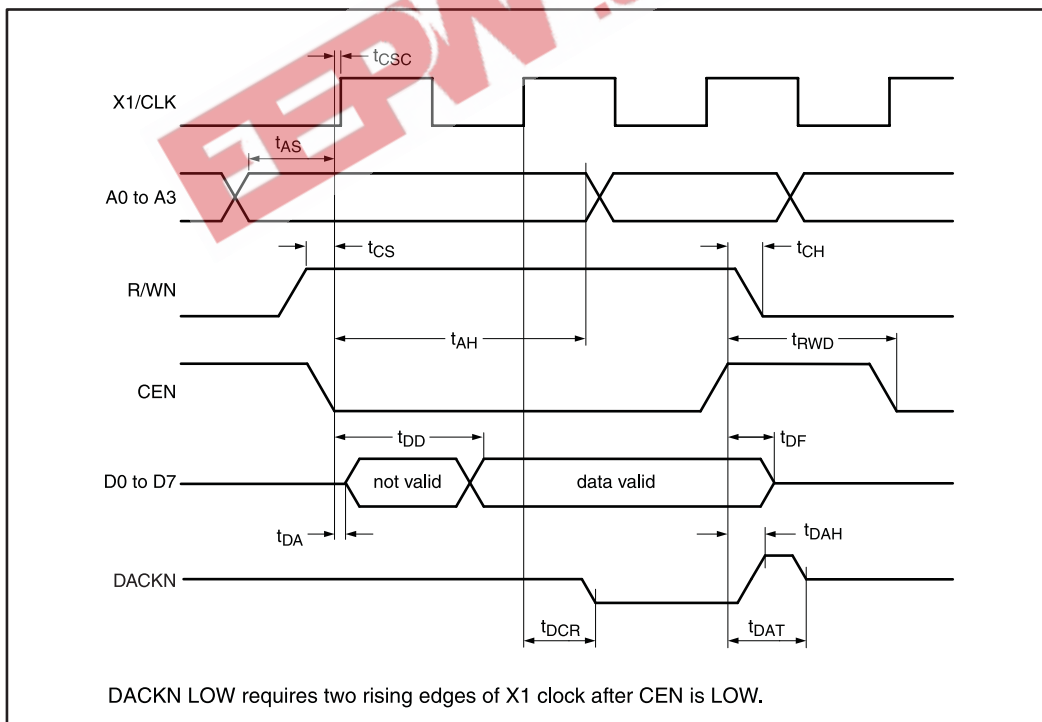 EEPW
tCSC
X1/CLK
tAS
A0 to A3
tCS
tCH
R/WN
tAH
tRWD
CEN
tDD
tDF
D0 to D7
not valid
data valid
tDA
tDAH
DACKN
tDCR
tDAT
DACKN LOW requires two rising edges of X1 clock after CEN is LOW.